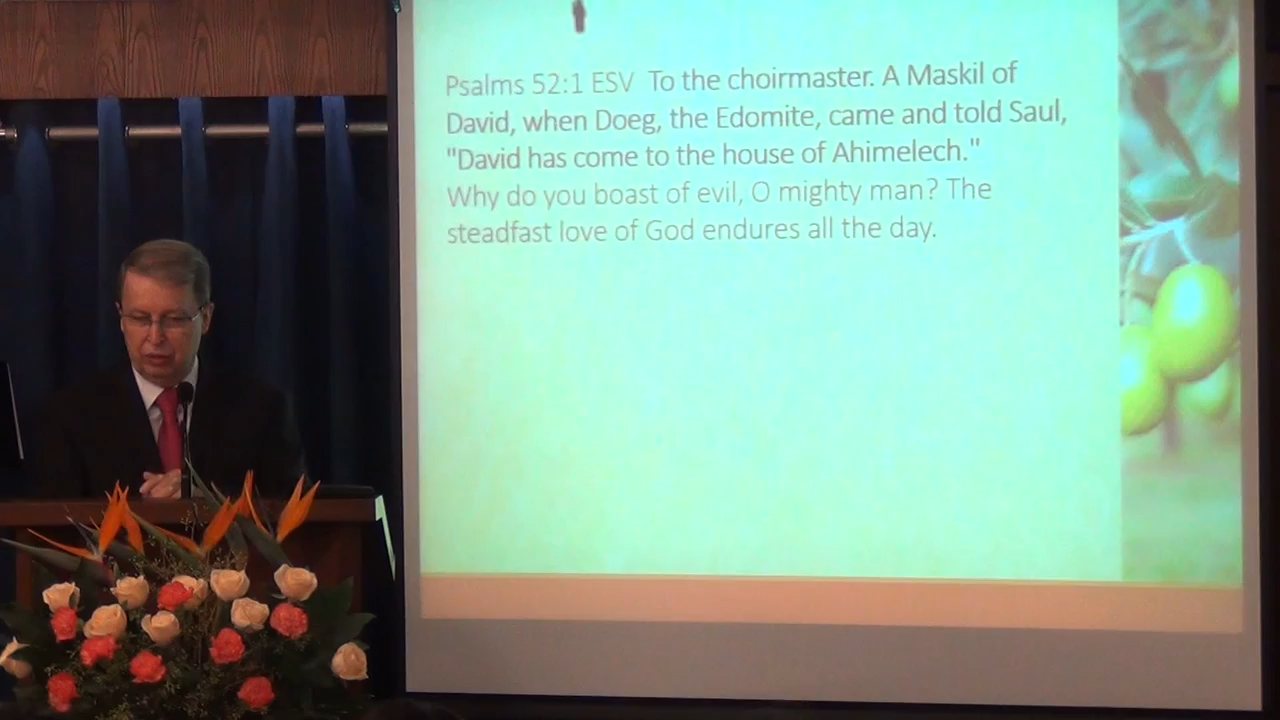 Psalms 52:1 ESV To the choirmaster. A Maskil of
David, when Doeg, the Edomite, came and told Saul,
"David has come to the house of Ahimelech."
Why do you boast of evil, O mighty man? The
steadfast love of God endures all the day.